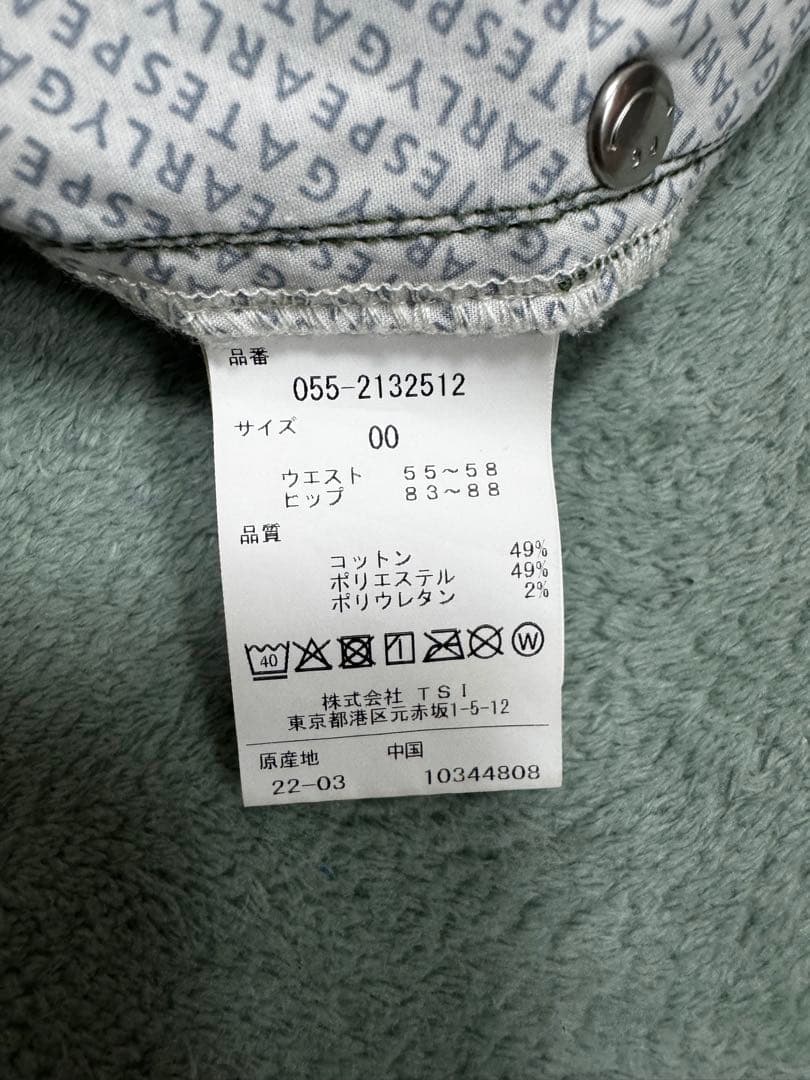 PEARLYGATESPEARLYGATES
品番
055-2132512
サイズ
00
ウエスト 55~58
ヒップ 83~88
品質
コットン 49%
ポリエステル 49%
ポリウレタン 2%
40 W
株式会社 TSI
東京都港区元赤坂1-5-12
原産地 中国
22-03 10344808